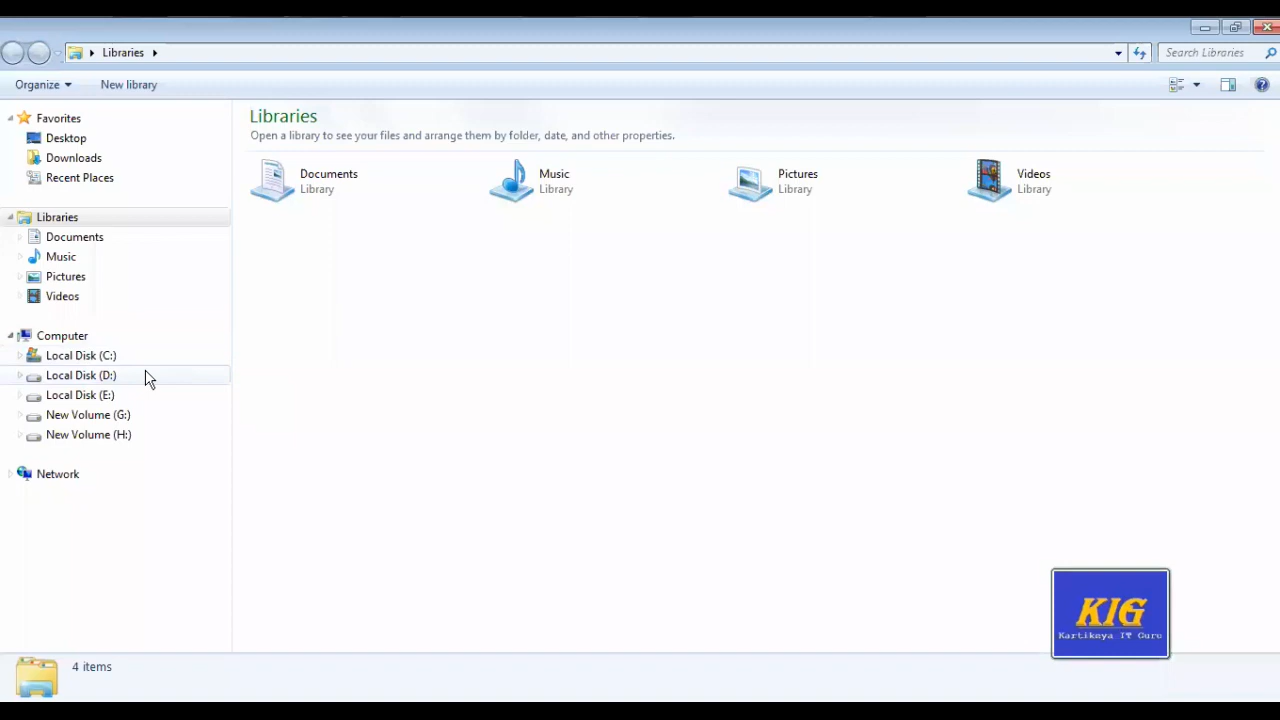 Libraries
Search Libraries
Organize
New library
Favorites
Desktop
Downloads
Recent Places
Libraries
Documents
Music
Pictures
Videos
Computer
Local Disk (C:)
Local Disk (D:)
Local Disk (E:)
New Volume (G:)
New Volume (H:)
Network
Libraries
Open a library to see your files and arrange them by folder, date, and other properties.
Documents
Library
Music
Library
Pictures
Library
Videos
Library
KIG
Kartikeya IT Guru
4 items